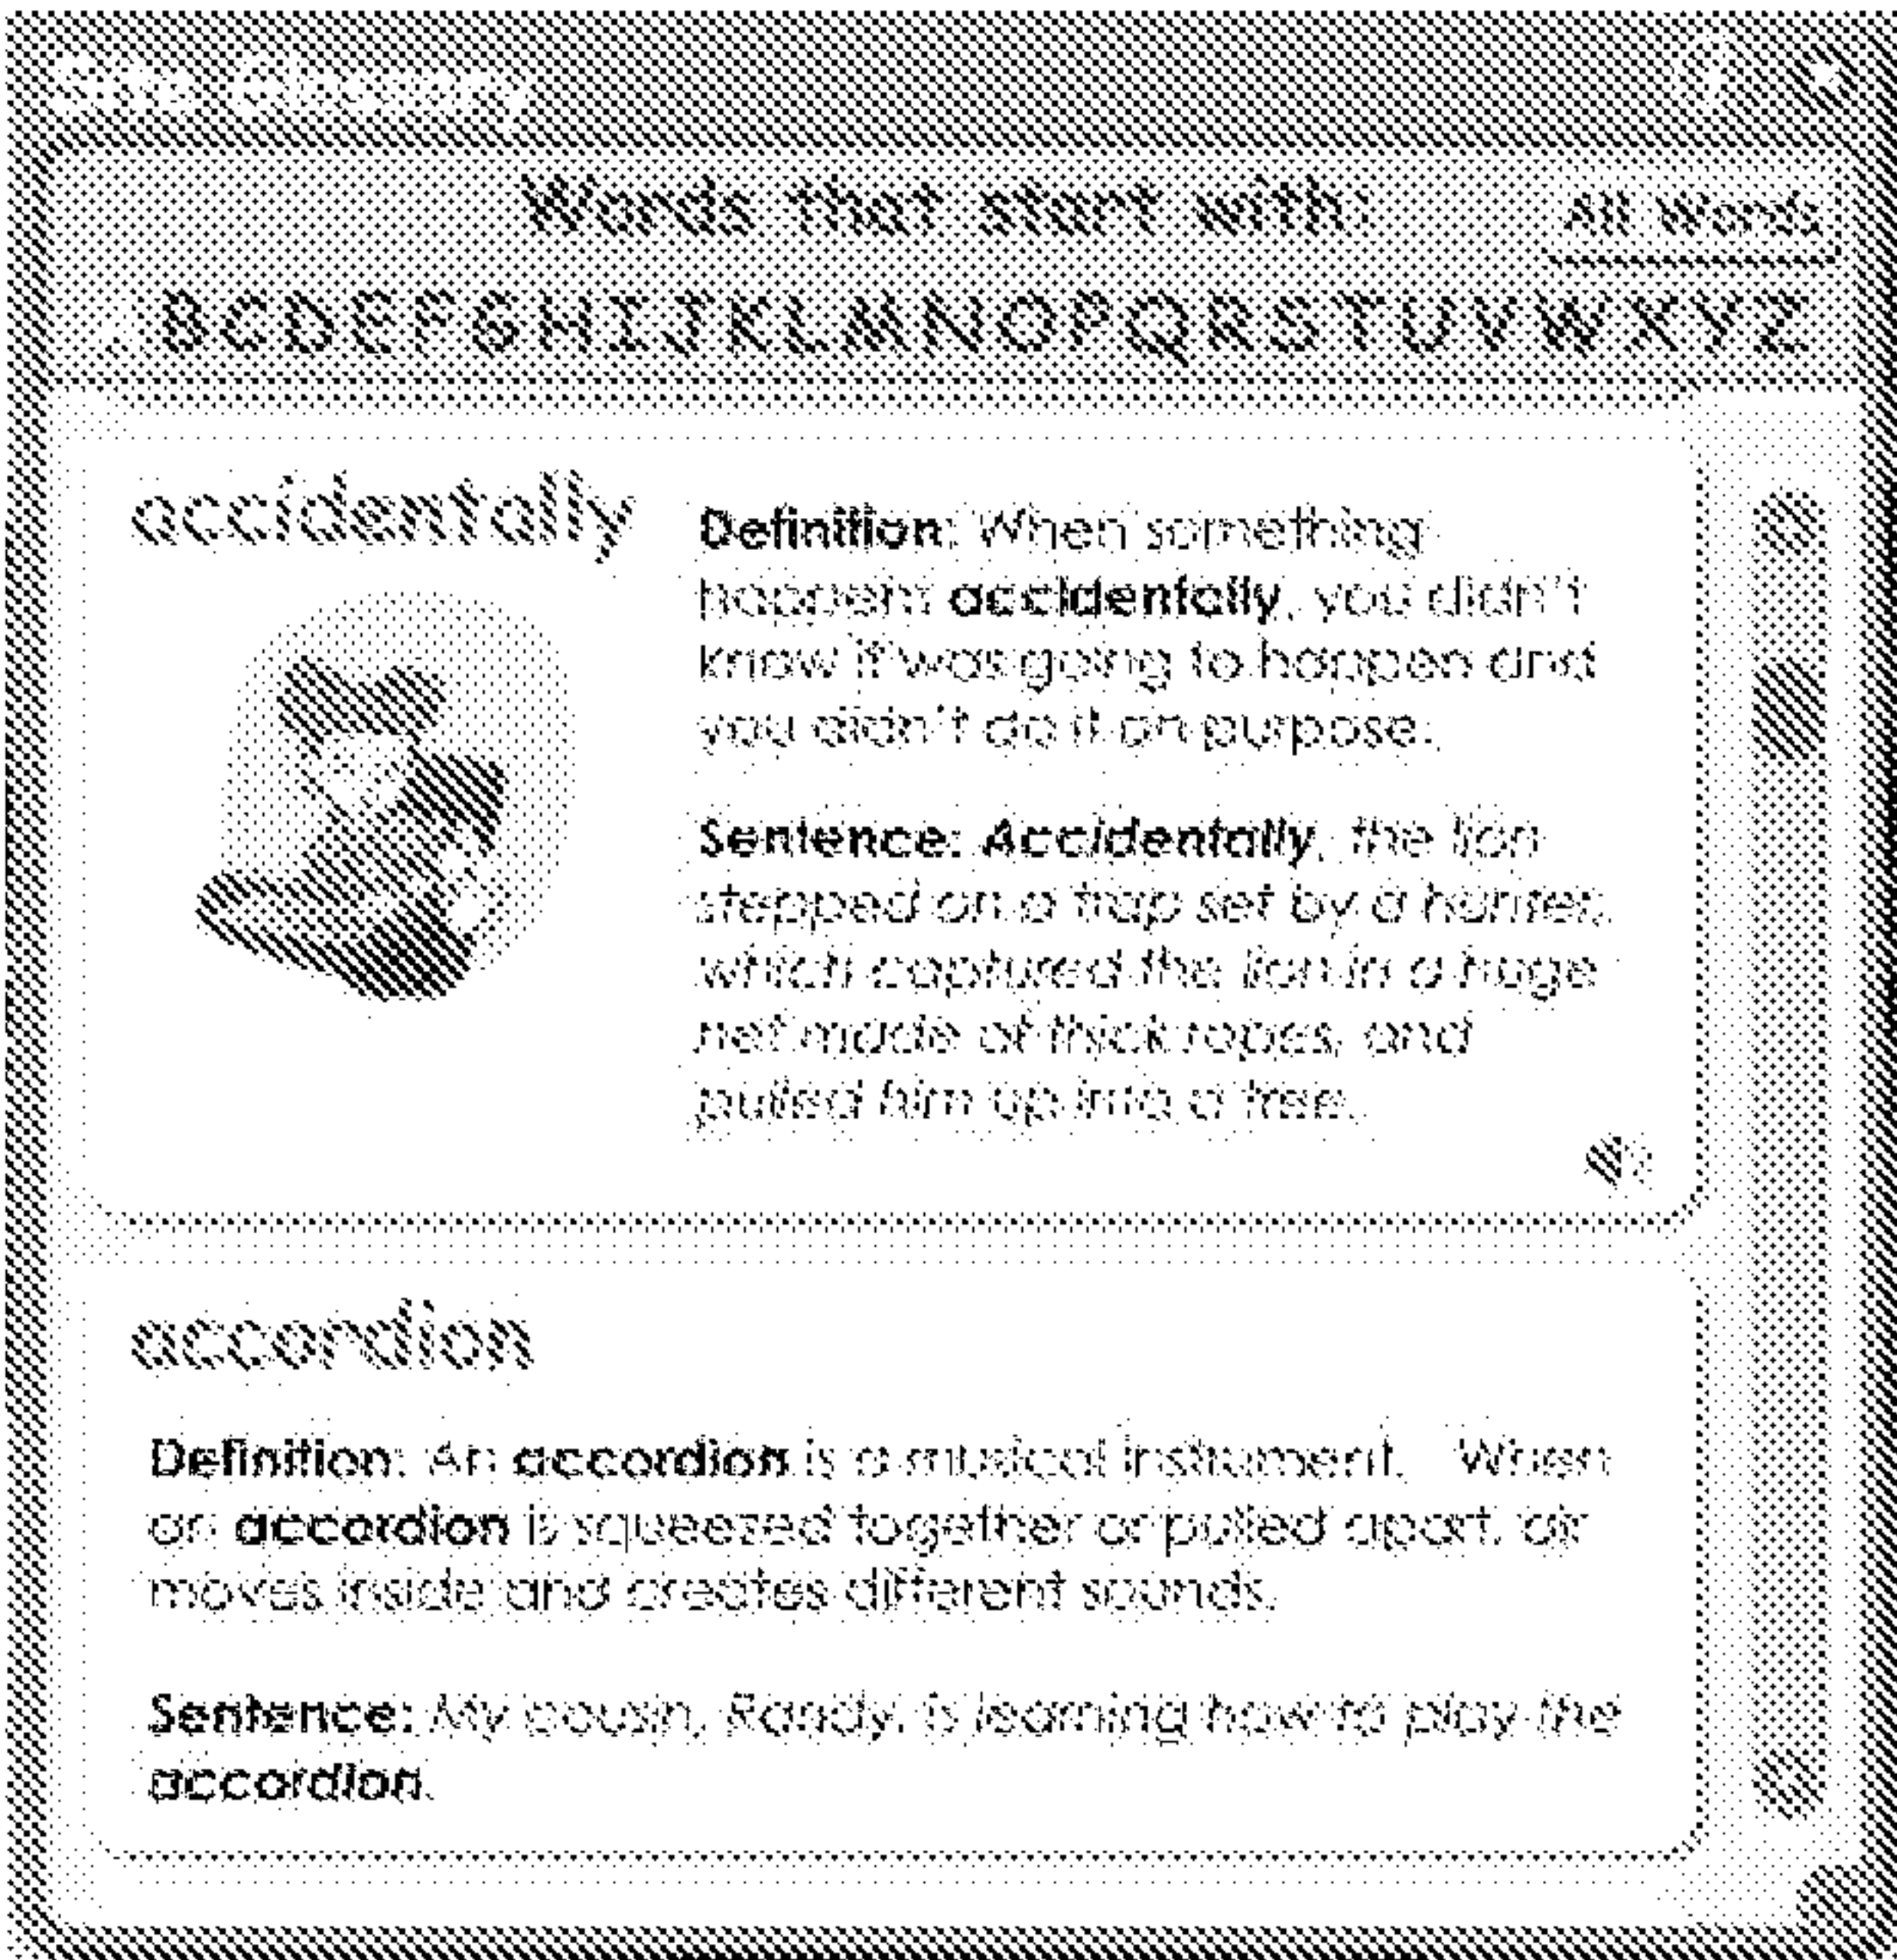 Site Glossary
Words that start with:
All Words
A B C D E F G H I J K L M N O P Q R S T U V W X Y Z
accidentally
Definition: When something
happens accidentally, you didn't
know it was going to happen and
you didn't do it on purpose.
Sentence: Accidentally, the lion
stepped on a trap set by a hunter,
which captured the lion in a huge
net made of thick ropes, and
pulled him up into a tree.
accordion
Definition: An accordion is a musical instrument. When
an accordion is squeezed together or pulled apart, air
moves inside and creates different sounds.
Sentence: My cousin, Randy, is learning how to play the
accordion.